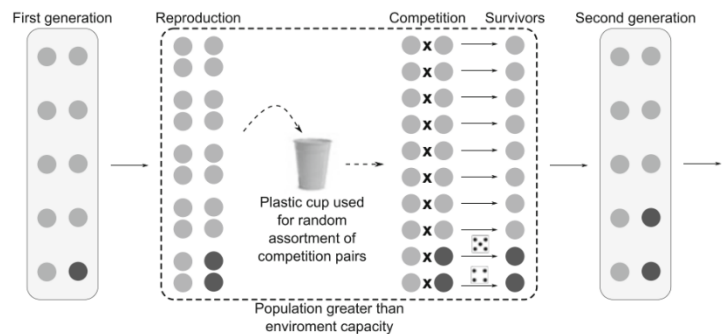 First generation
Reproduction
Competition
Survivors
Second generation
x
x
x
x
x
x
x
x
x
x
Plastic cup used
for random
assortment of
competition pairs
Population greater than
enviroment capacity